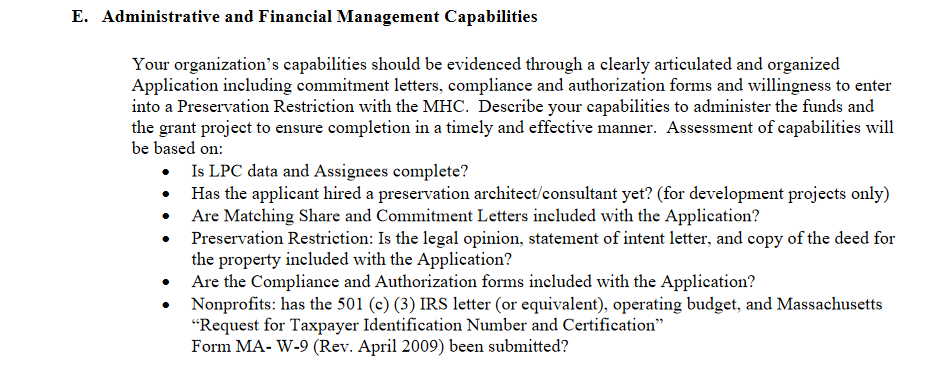 E. Administrative and Financial Management Capabilities
Your organization’s capabilities should be evidenced through a clearly articulated and organized
Application including commitment letters, compliance and authorization forms and willingness to enter
into a Preservation Restriction with the MHC.  Describe your capabilities to administer the funds and
the grant project to ensure completion in a timely and effective manner.  Assessment of capabilities will
be based on:
• Is LPC data and Assignees complete?
• Has the applicant hired a preservation architect/consultant yet? (for development projects only)
• Are Matching Share and Commitment Letters included with the Application?
• Preservation Restriction: Is the legal opinion, statement of intent letter, and copy of the deed for
the property included with the Application?
• Are the Compliance and Authorization forms included with the Application?
• Nonprofits: has the 501 (c) (3) IRS letter (or equivalent), operating budget, and Massachusetts
“Request for Taxpayer Identification Number and Certification”
Form MA- W-9 (Rev. April 2009) been submitted?